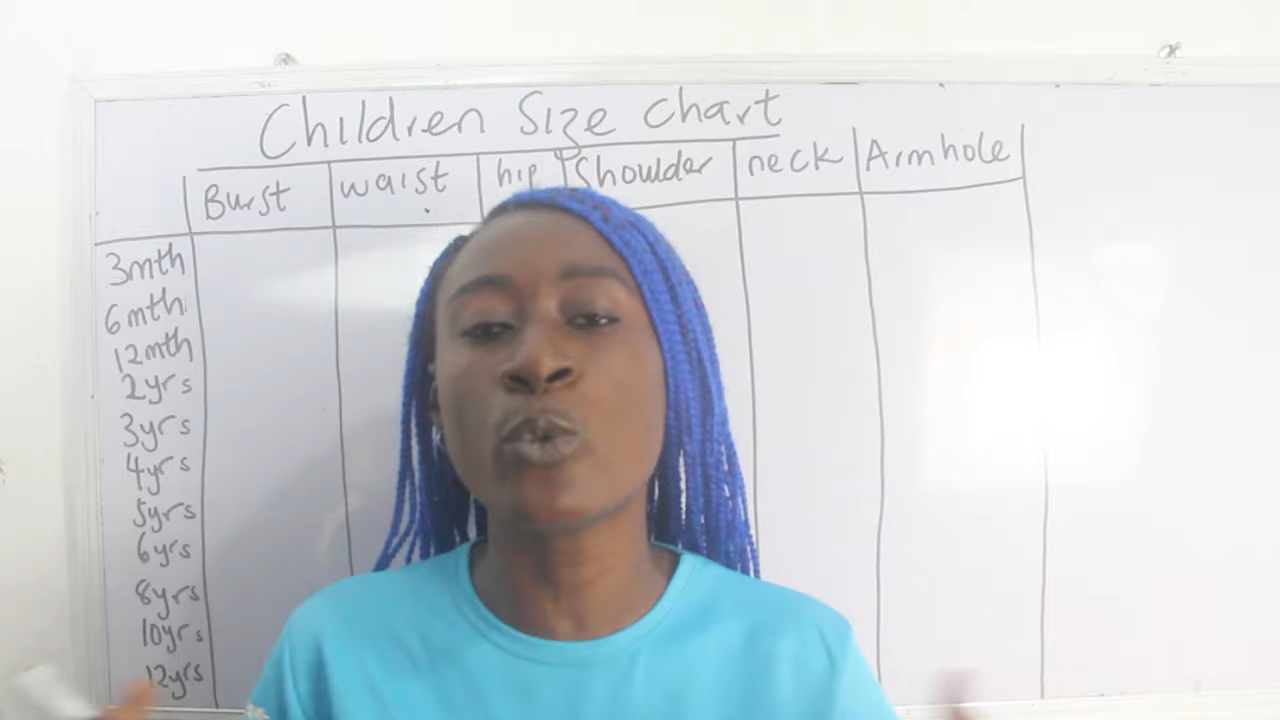 Children Size chart
Burst waist hip Shoulder neck Armhole
3mth
6mth
12mth
2yrs
3yrs
4yrs
5yrs
6yrs
8yrs
10yrs
12yrs